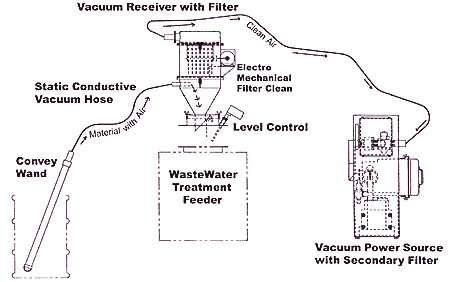 Vacuum Receiver with Filter
Clean Air
Electro
Mechanical
Filter Clean
Static Conductive
Vacuum Hose
Material with Air
Level Control
Convey
Wand
WasteWater
Treatment
Feeder
Vacuum Power Source
with Secondary Filter